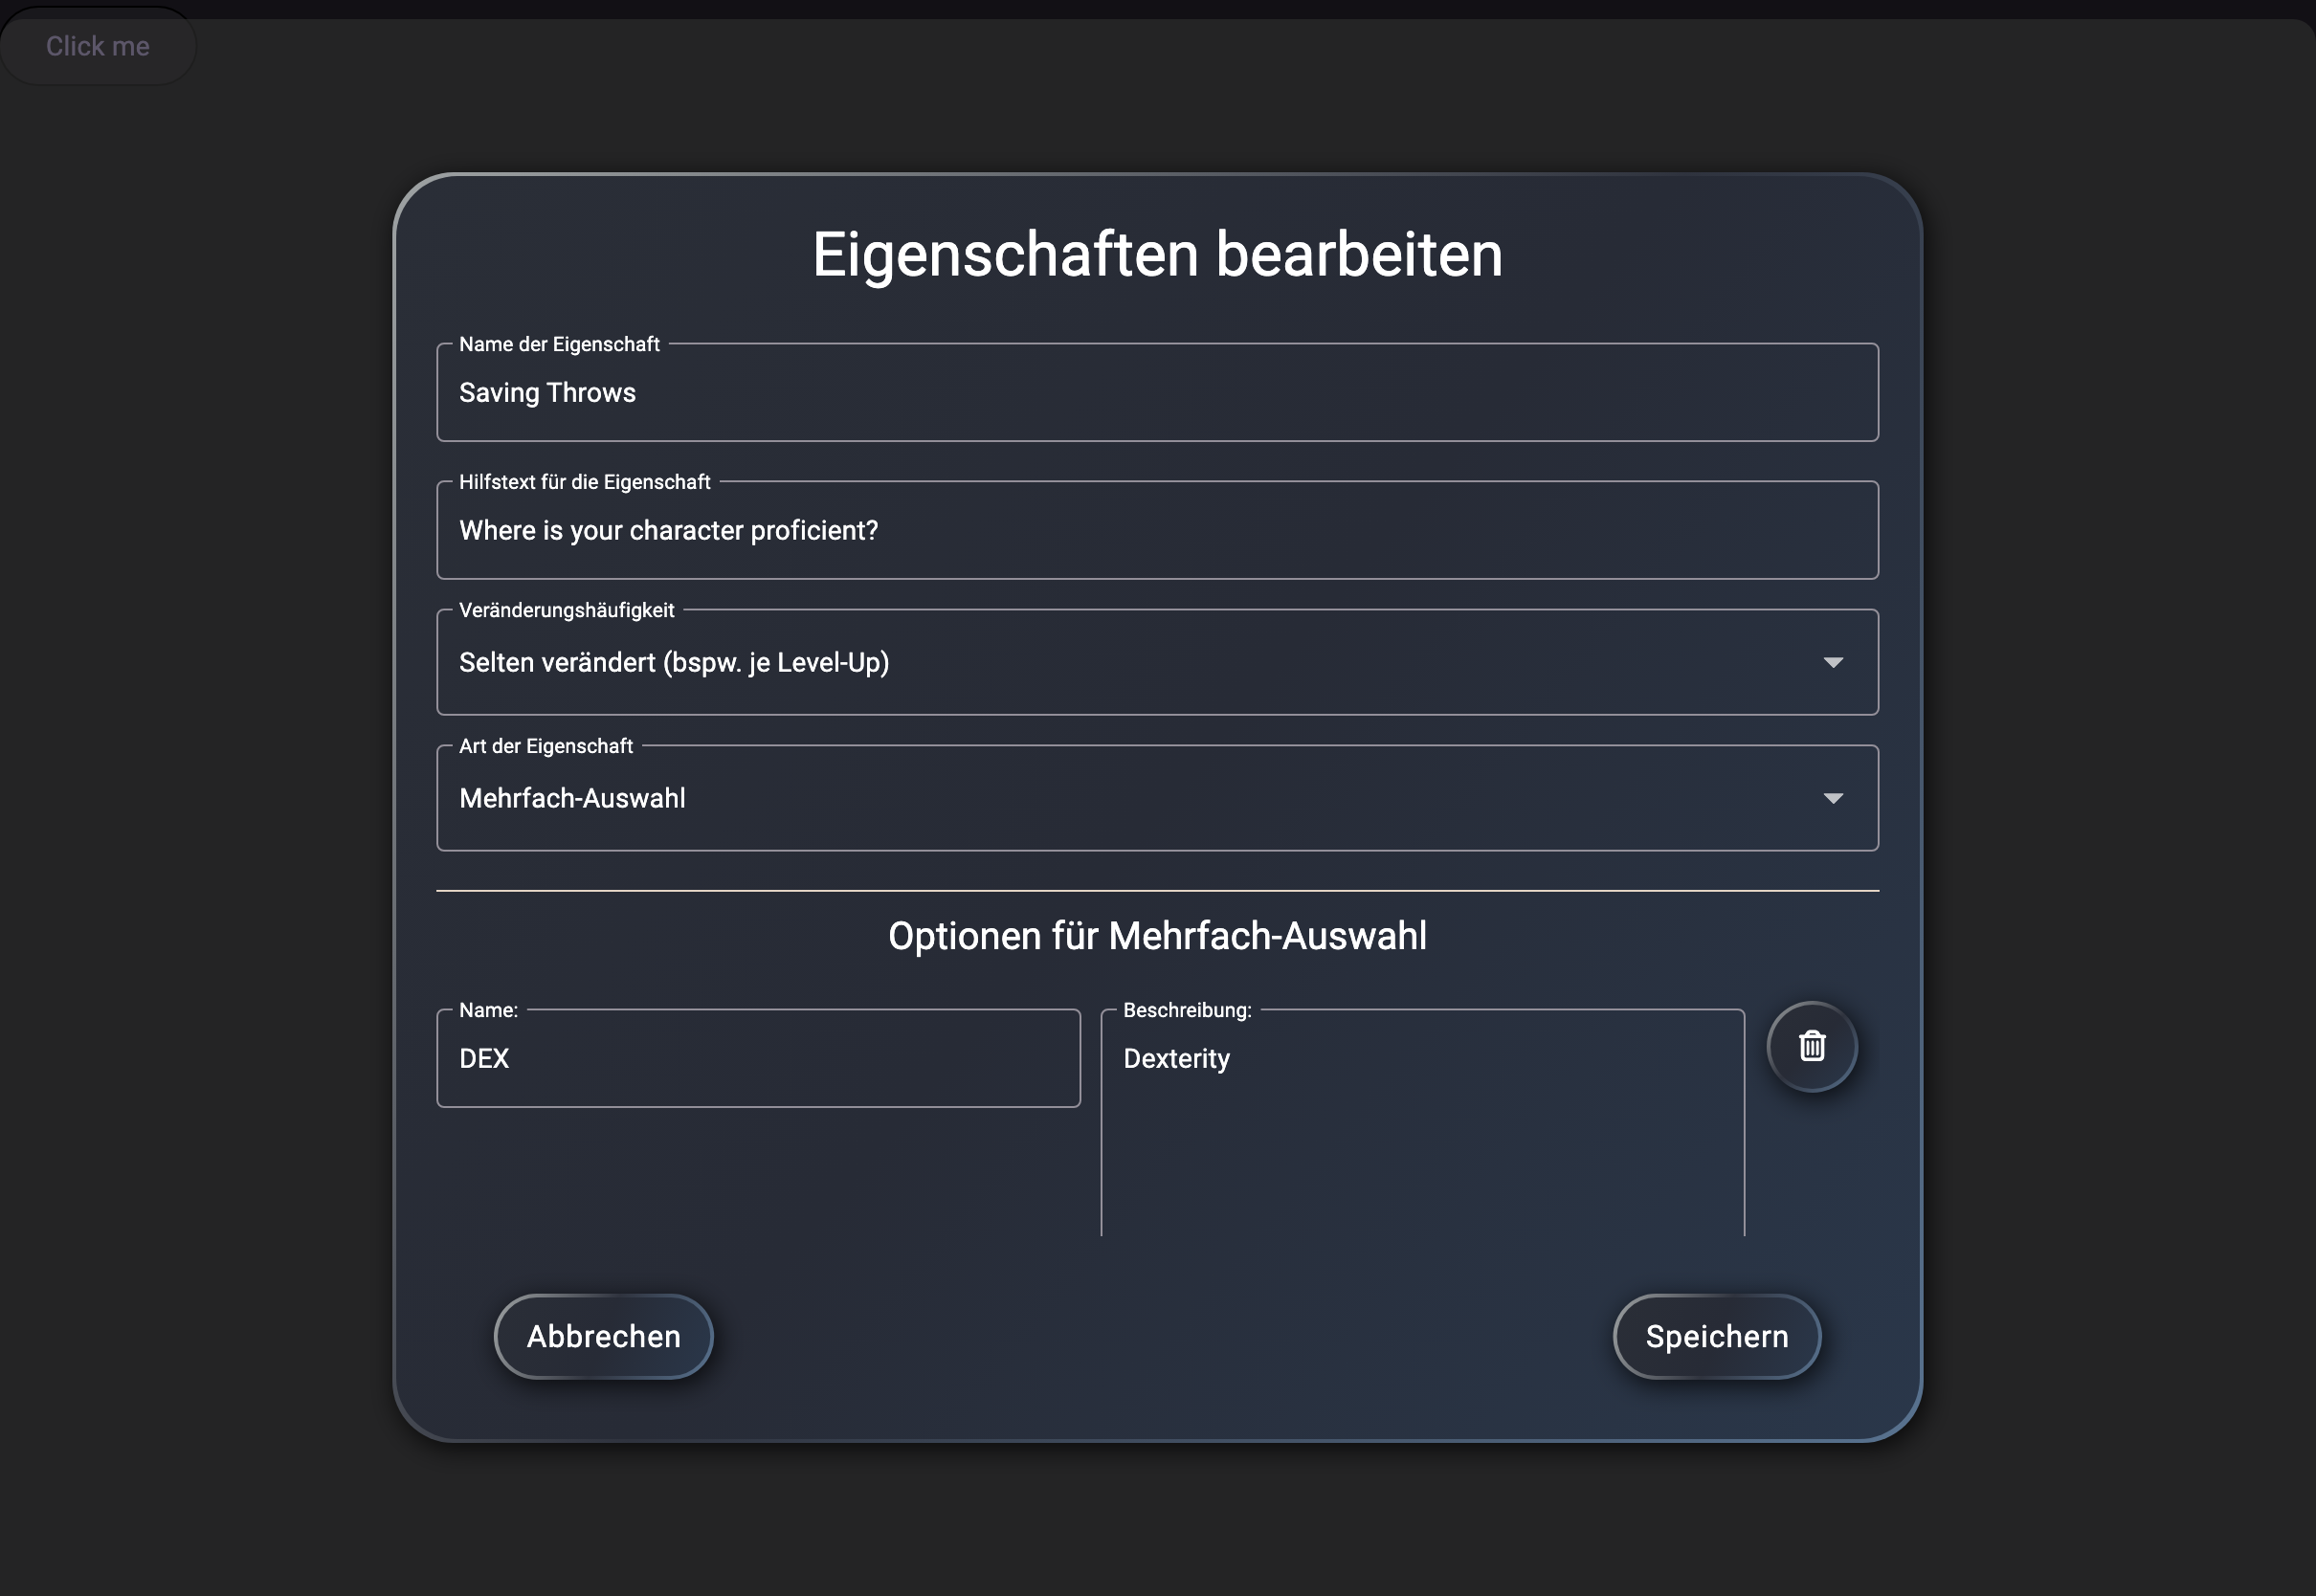 Click me
Eigenschaften bearbeiten
Name der Eigenschaft
Saving Throws
Hilfstext für die Eigenschaft
Where is your character proficient?
Veränderungshäufigkeit
Selten verändert (bspw. je Level-Up)
Art der Eigenschaft
Mehrfach-Auswahl
Optionen für Mehrfach-Auswahl
Name:
DEX
Beschreibung:
Dexterity
Abbrechen
Speichern